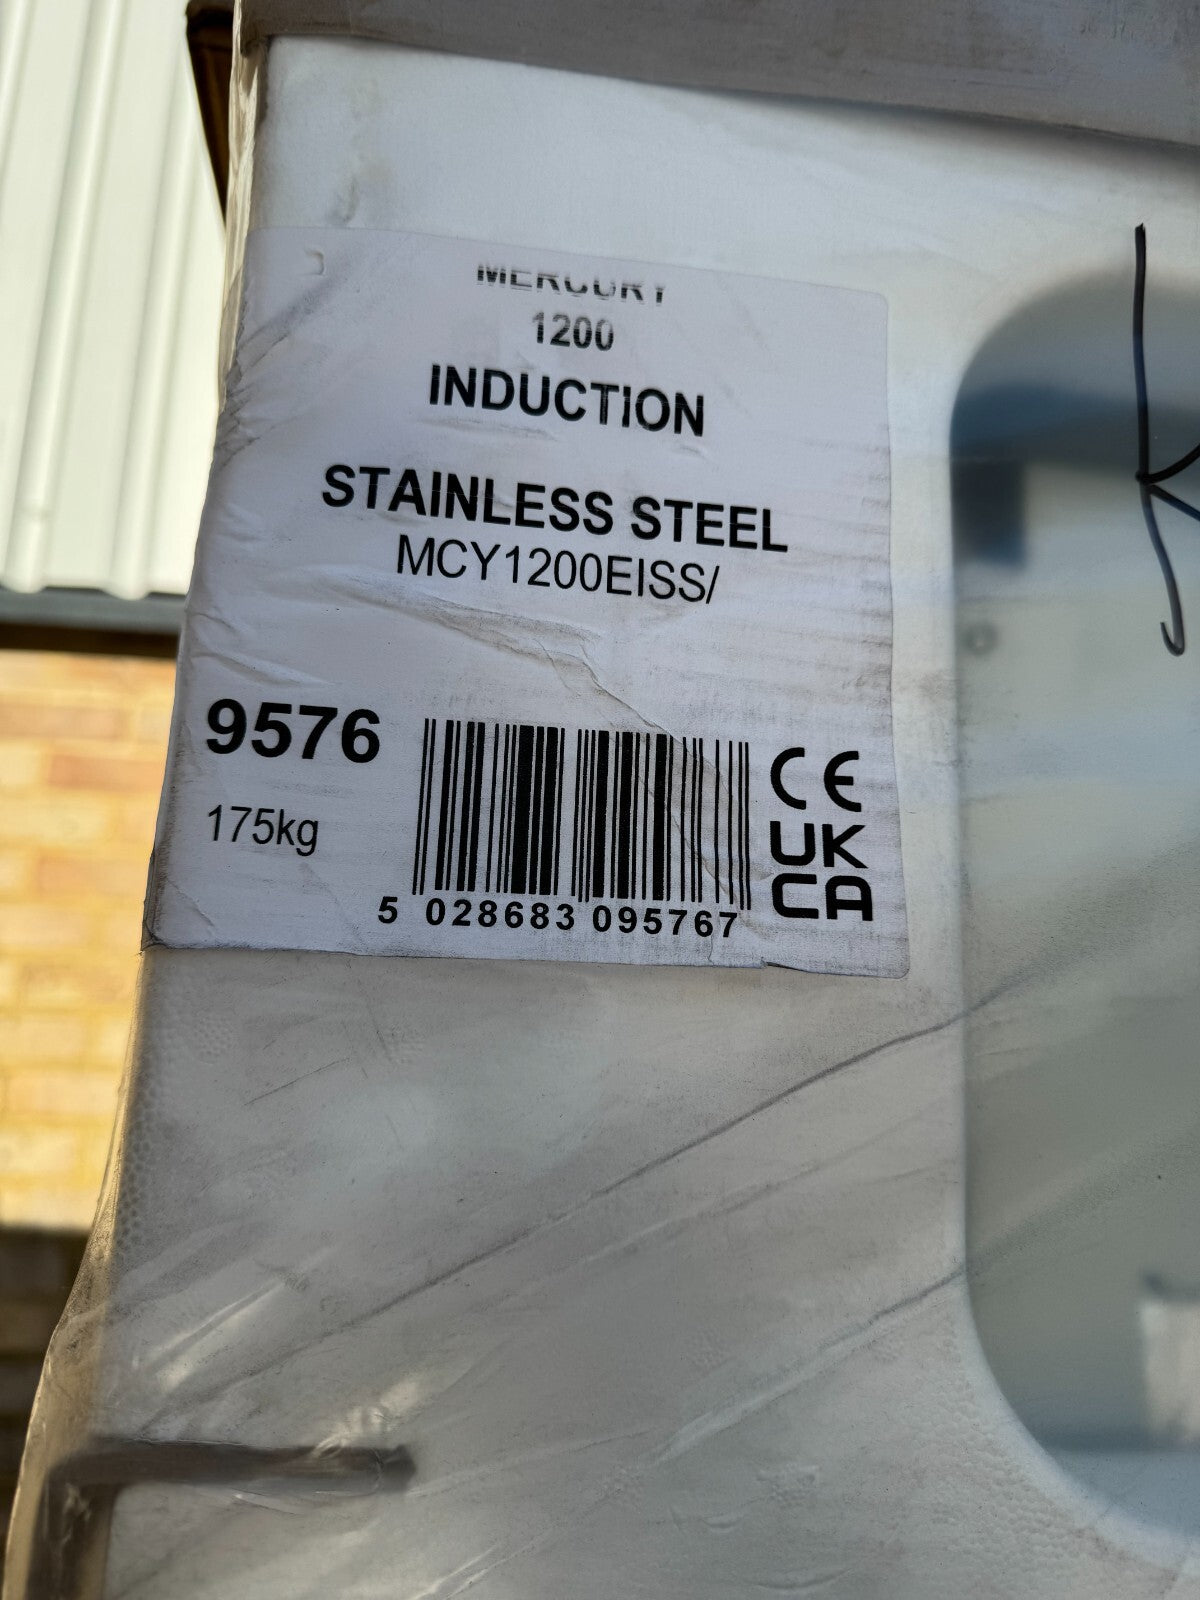 MERCURY
1200
INDUCTION
STAINLESS STEEL
MCY1200EISS/
9576
175kg
5 028683 095767
CE
UK
CA